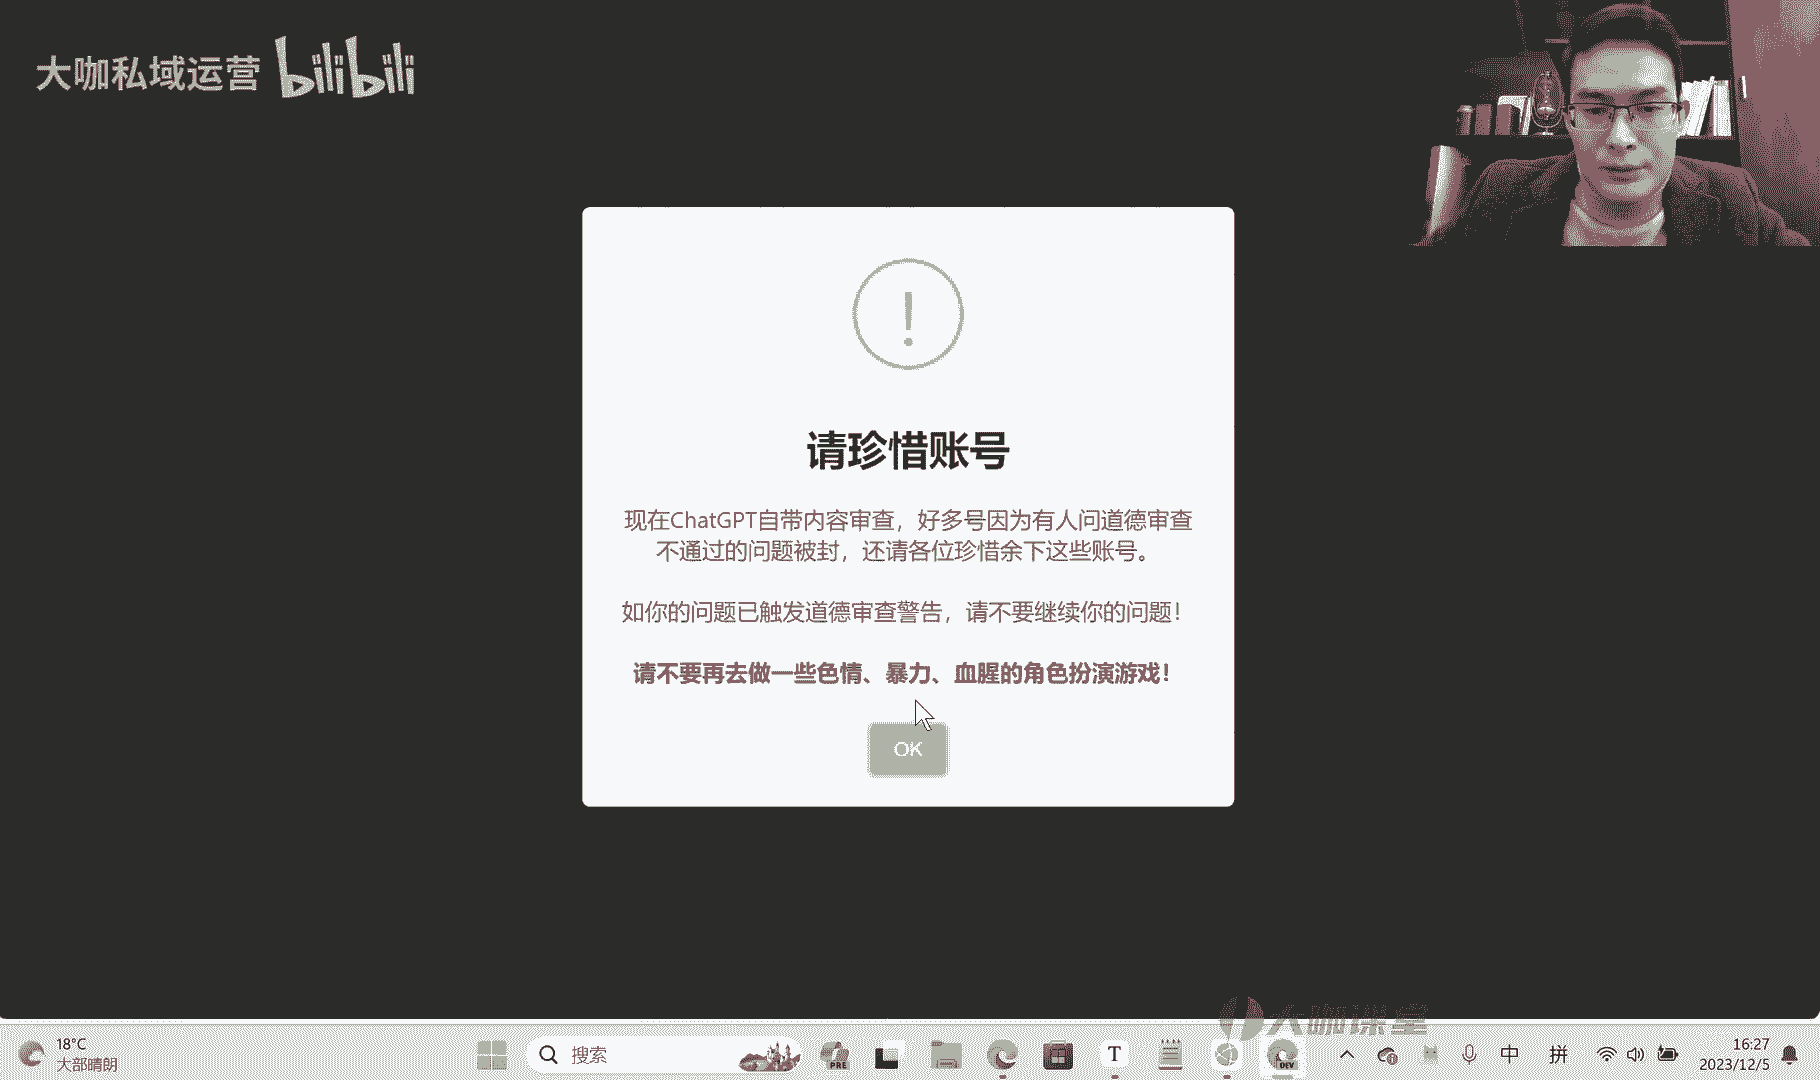 大咖私域运营 bilibili
请珍惜账号
现在ChatGPT自带内容审查，好多号因为有人问道德审查
不通过的问题被封，还请各位珍惜余下这些账号。
如你的问题已触发道德审查警告，请不要继续你的问题！
请不要再去做一些色情、暴力、血腥的角色扮演游戏！
OK
大咖课堂
18°C
大部晴朗
搜索
PRE
T
DEV
中
拼
16:27
2023/12/5